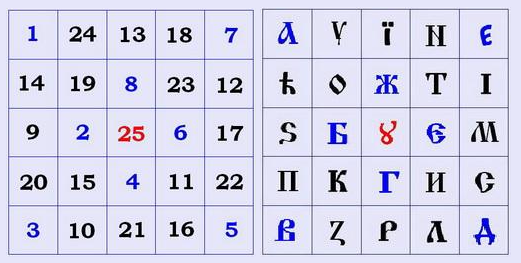 1 24 13 18 7
14 19 8 23 12
9 2 25 6 17
20 15 4 11 22
3 10 21 16 5
А Ѵ Ї Н Е
Ћ О Ж Т І
Ѕ Б Ꙋ Є М
П К Г И С
В Ꙁ Р Л Д